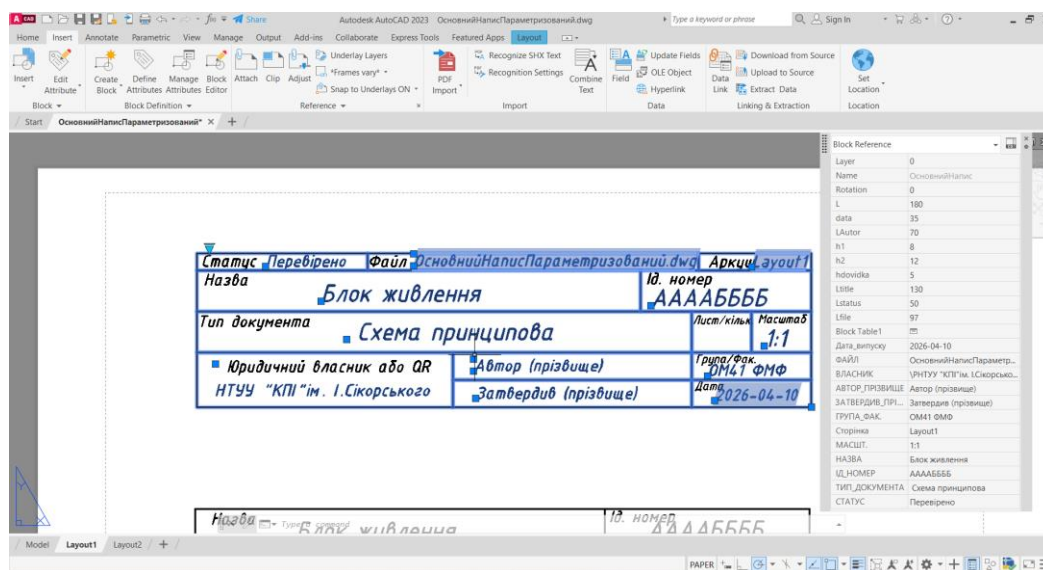 A CAD Share Autodesk AutoCAD 2023 ОсновнийНаписПараметризований.dwg Type a keyword or phrase Sign In
Home Insert Annotate Parametric View Manage Output Add-ins Collaborate Express Tools Featured Apps Layout
Insert
Edit Attribute
Create Block
Define Attributes
Manage Attributes
Block Editor
Attach
Clip
Adjust
Underlay Layers
*Frames vary*
Snap to Underlays ON
PDF Import
Recognize SHX Text
Recognition Settings
Combine Text
Field
Update Fields
OLE Object
Hyperlink
Data Link
Download from Source
Upload to Source
Extract Data
Set Location
Block Block Definition Reference Import Data Linking & Extraction Location
Start ОсновнийНаписПараметризований*
Статус Перевірено Файл ОсновнийНаписПараметризований.dwg Аркуш Layout1
Назва
Блок живлення
Ід. номер
ААААББББ
Тип документа
Схема принципова
Лист/кільк
Масштаб
1:1
Юридичний власник або QR
НТУУ "КПІ"ім. І.Сікорського
Автор (прізвище)
Затвердив (прізвище)
Група/Фак.
ОМ41 ФМФ
Дата
2026-04-10
Назва
Блок живлення
Ід. номер
ААААББББ
Type a command
Block Reference
Layer 0
Name ОсновнийНапис
Rotation 0
L 180
data 35
LAutor 70
h1 8
h2 12
hdovidka 5
Ltitle 130
Lstatus 50
Lfile 97
Block Table1
Дата_випуску 2026-04-10
ФАЙЛ ОсновнийНаписПараметр...
ВЛАСНИК \PНТУУ "КПІ"ім. І.Сікорсько...
АВТОР_ПРІЗВИЩЕ Автор (прізвище)
ЗАТВЕРДИВ_ПРІ... Затвердив (прізвище)
ГРУПА_ФАК. ОМ41 ФМФ
Сторінка Layout1
МАСШТ. 1:1
НАЗВА Блок живлення
ІД_НОМЕР ААААББББ
ТИП_ДОКУМЕНТА Схема принципова
СТАТУС Перевірено
Model Layout1 Layout2
PAPER